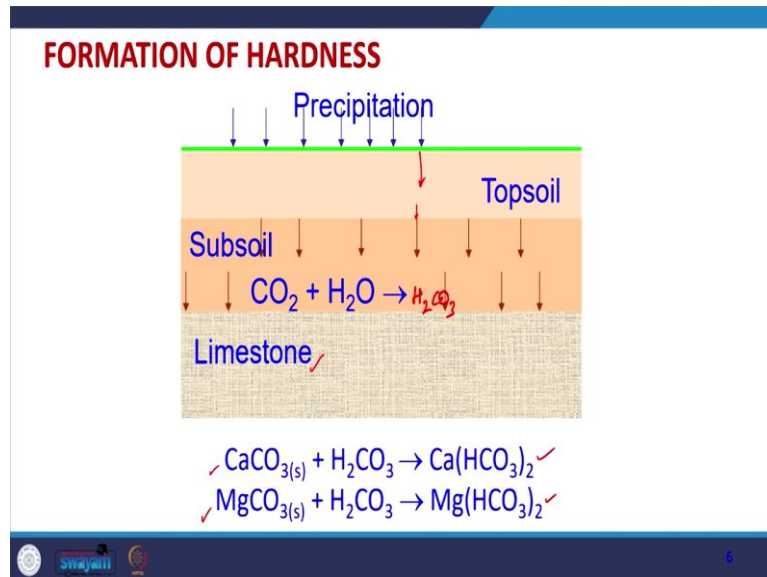 FORMATION OF HARDNESS
Precipitation
Topsoil
Subsoil
CO₂ + H₂O → H₂CO₃
Limestone
CaCO₃₍ₛ₎ + H₂CO₃ → Ca(HCO₃)₂
MgCO₃₍ₛ₎ + H₂CO₃ → Mg(HCO₃)₂
swayam
6